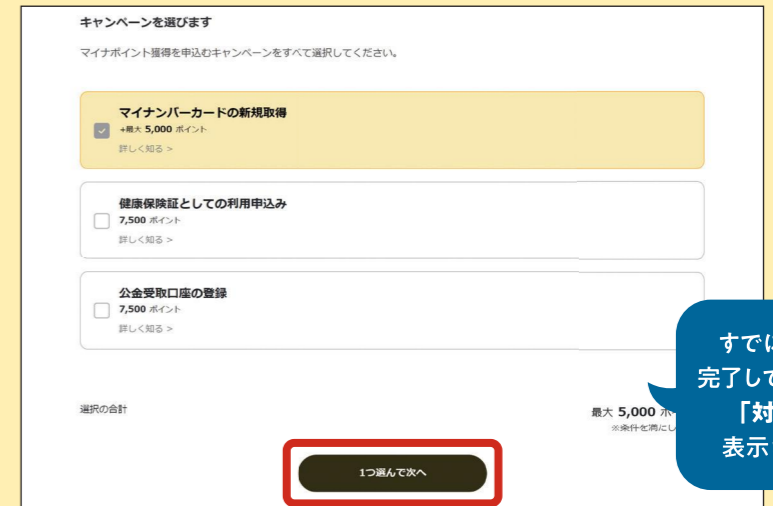 キャンペーンを選びます
マイナポイント獲得を申込むキャンペーンをすべて選択してください。
マイナンバーカードの新規取得
+最大 5,000 ポイント
詳しく知る >
健康保険証としての利用申込み
7,500 ポイント
詳しく知る >
公金受取口座の登録
7,500 ポイント
詳しく知る >
選択の合計
最大 5,000 ポ
※条件を満たし
すでに
完了して
「対
表示
1つ選んで次へ